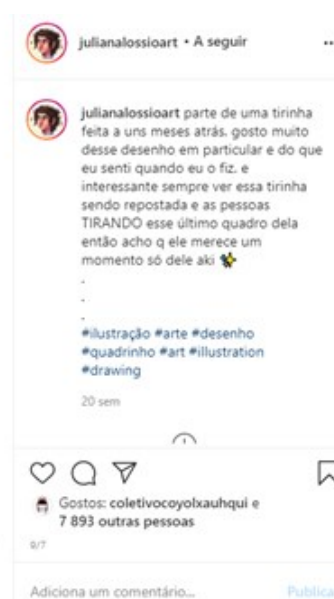 julianalossioart • A seguir
julianalossioart parte de uma tirinha
feita a uns meses atrás. gosto muito
desse desenho em particular e do que
eu senti quando eu o fiz. e
interessante sempre ver essa tirinha
sendo repostada e as pessoas
TIRANDO esse último quadro dela
então acho q ele merece um
momento só dele aki
.
.
.
#ilustração #arte #desenho
#quadrinho #art #illustration
#drawing
20 sem
Gostos: coletivocoyolxauhqui e
7 893 outras pessoas
9/7
Adiciona um comentário...
Publica